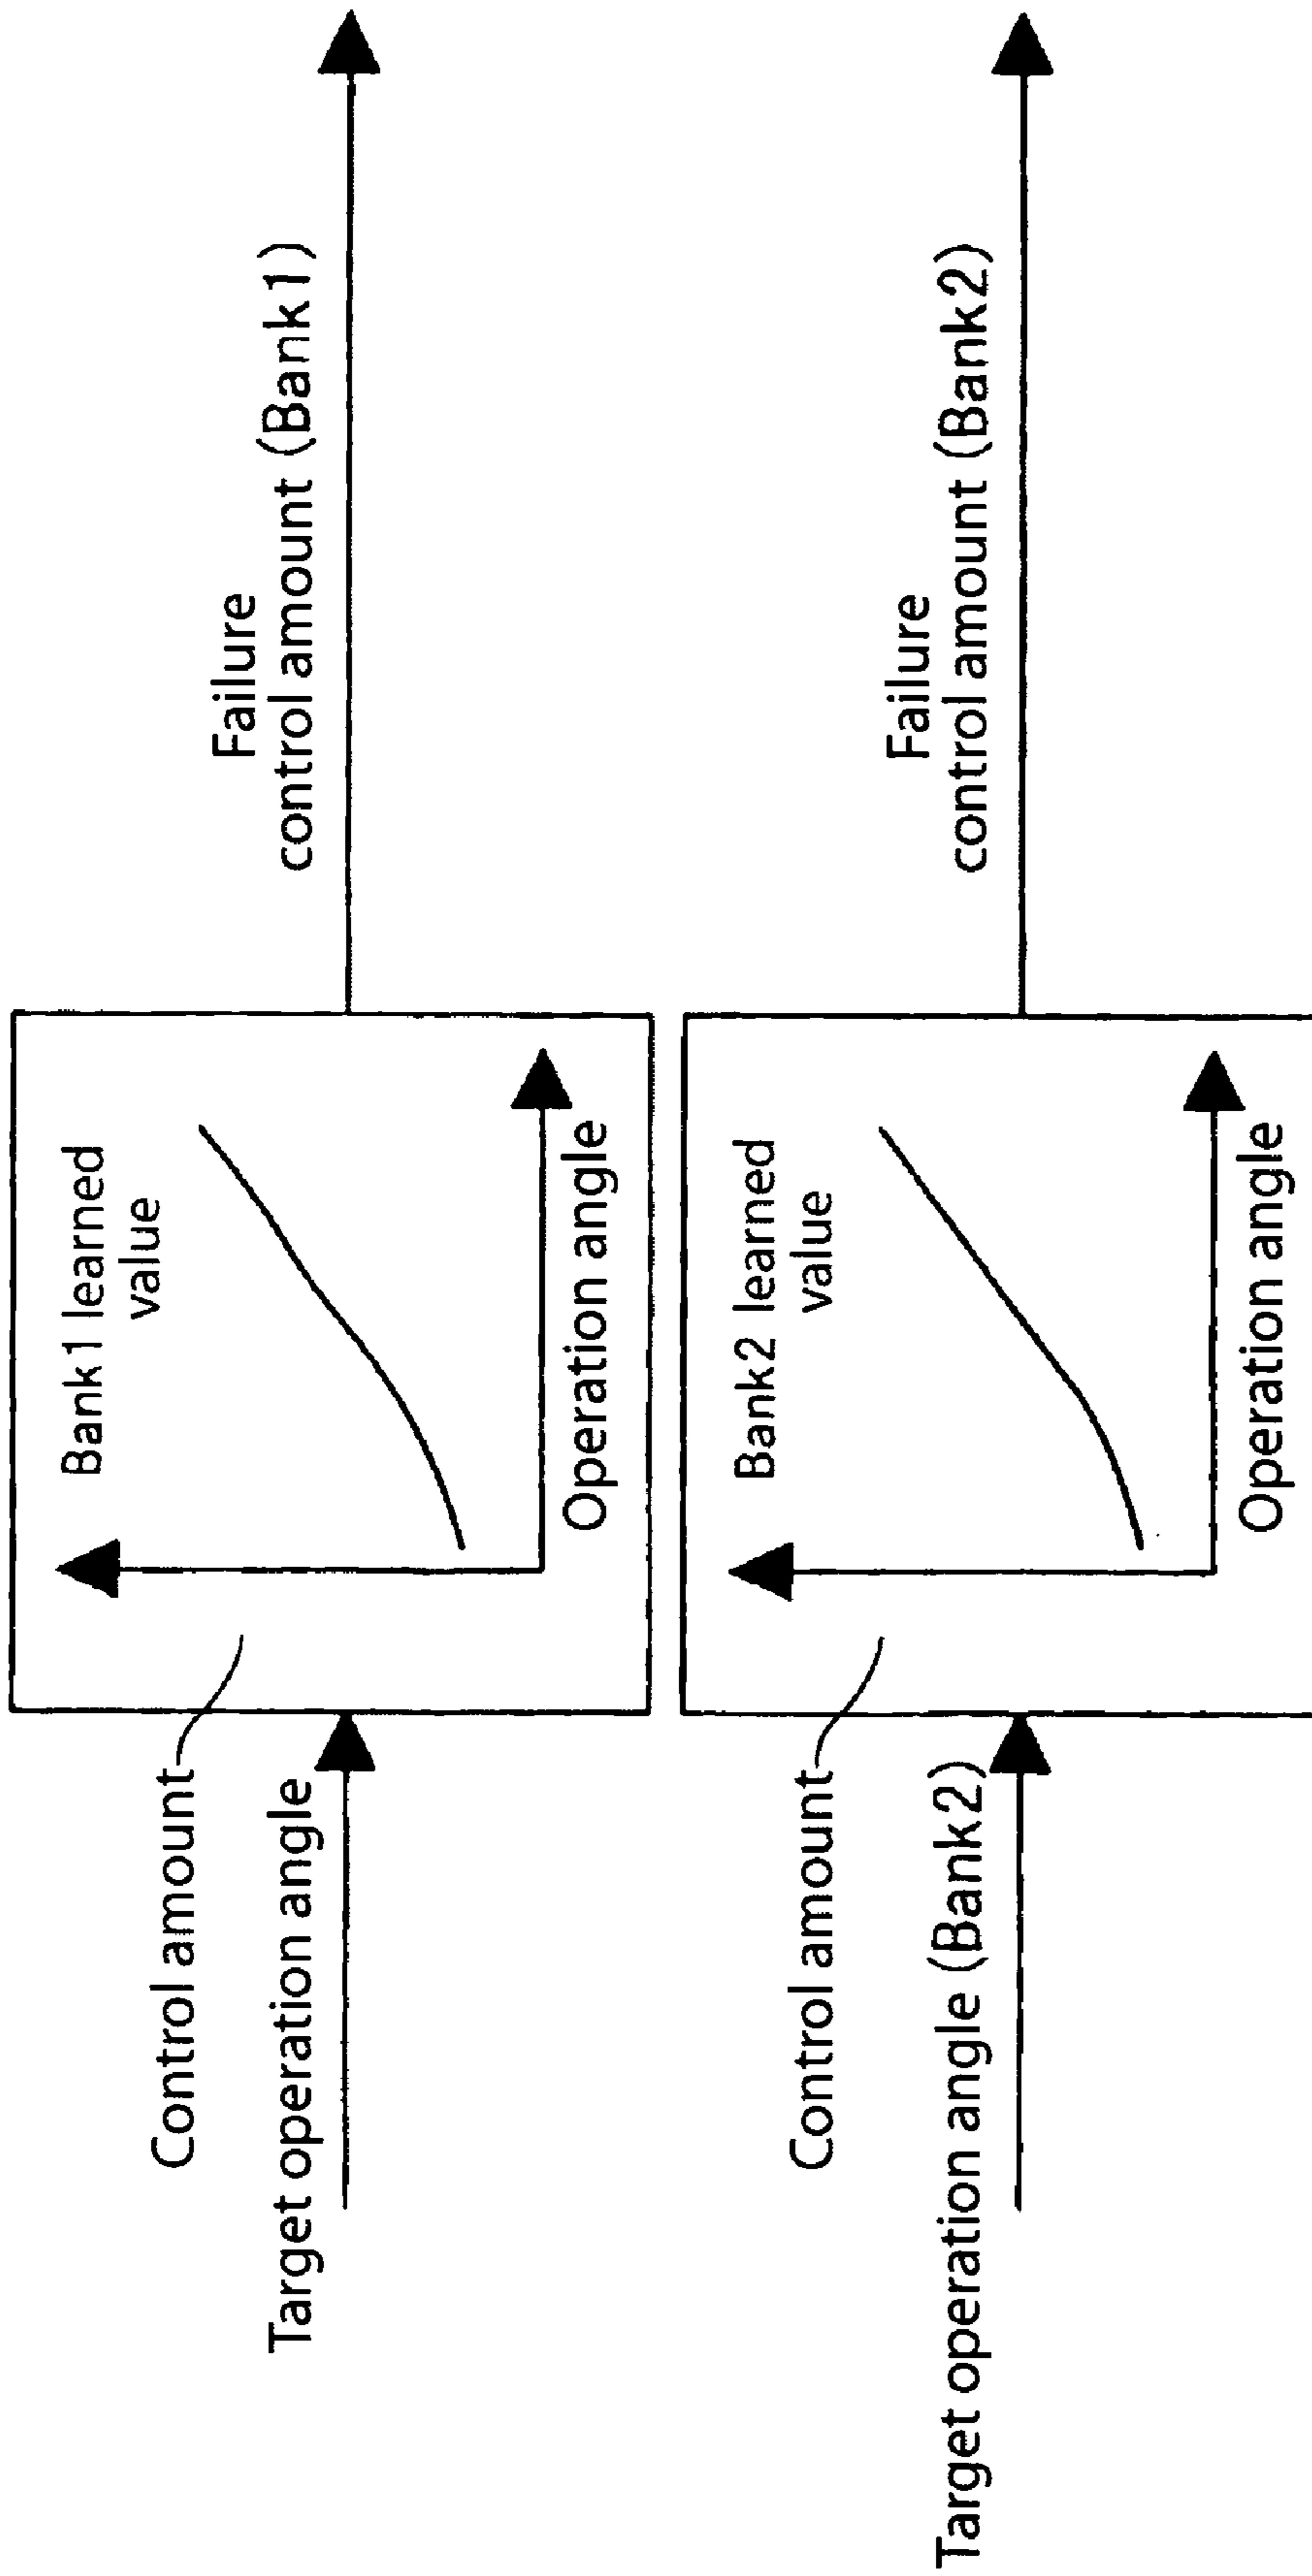 Control amount
Target operation angle
Bank1 learned
value
Operation angle
Failure
control amount (Bank1)
Control amount
Target operation angle (Bank2)
Bank2 learned
value
Operation angle
Failure
control amount (Bank2)